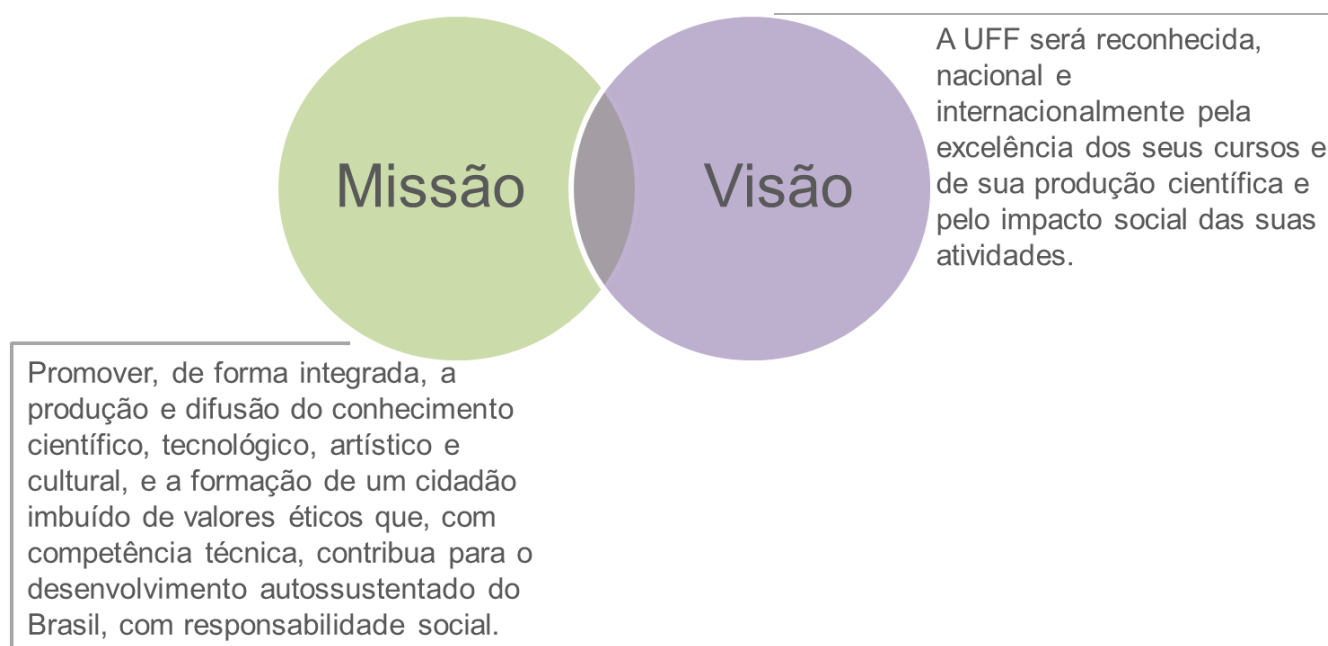 Missão
Visão
A UFF será reconhecida,
nacional e
internacionalmente pela
excelência dos seus cursos e
de sua produção científica e
pelo impacto social das suas
atividades.
Promover, de forma integrada, a
produção e difusão do conhecimento
científico, tecnológico, artístico e
cultural, e a formação de um cidadão
imbuído de valores éticos que, com
competência técnica, contribua para o
desenvolvimento autossustentado do
Brasil, com responsabilidade social.